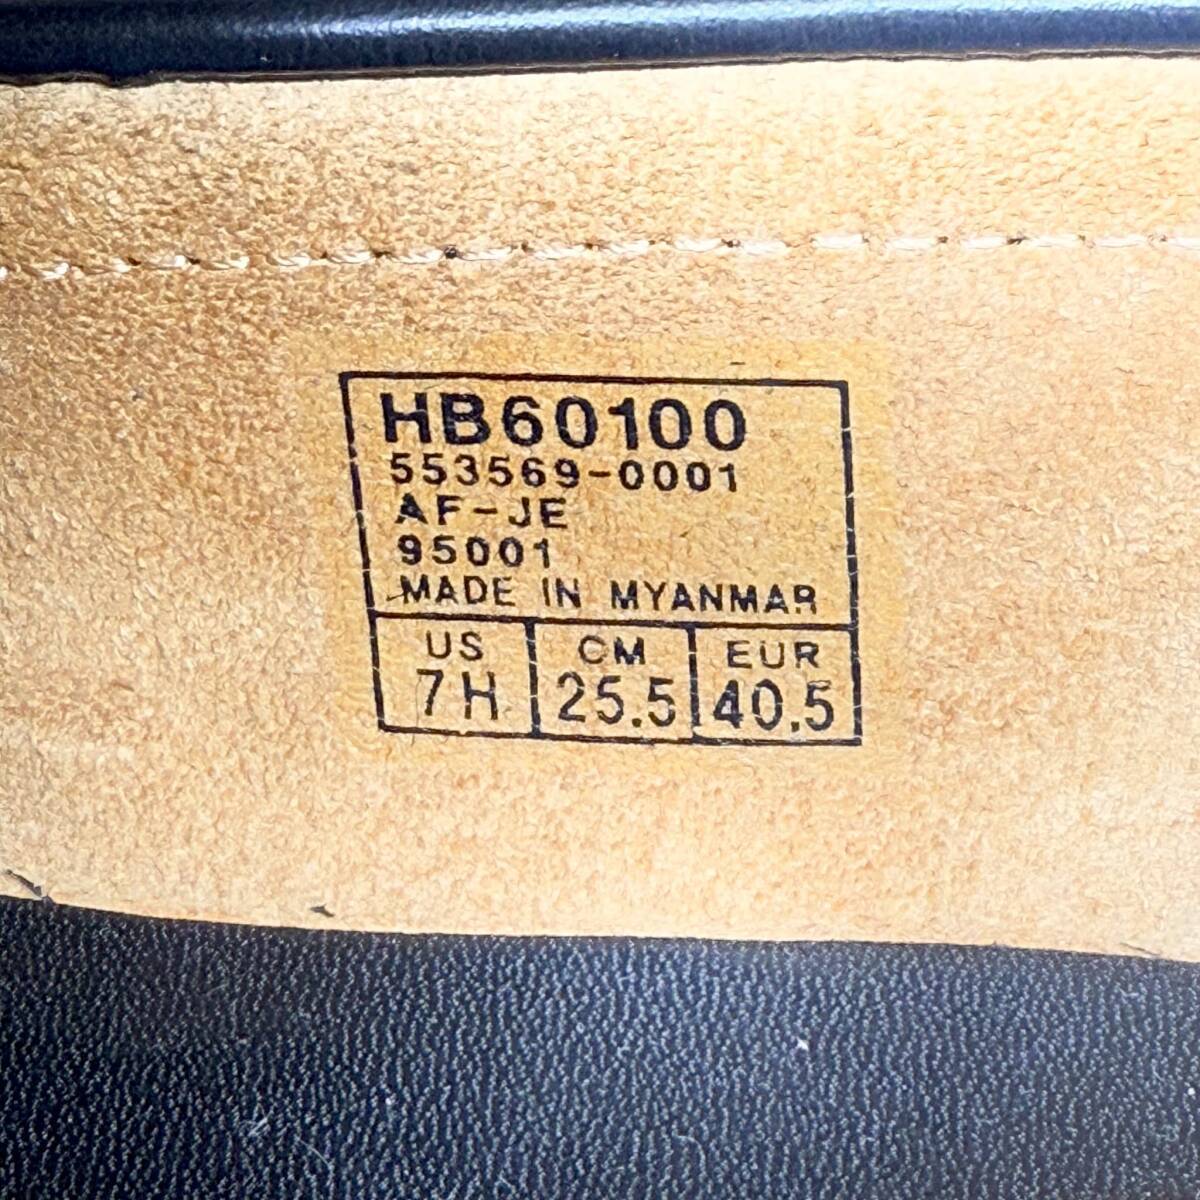 HB60100
553569-0001
AF-JE
95001
MADE IN MYANMAR
US CM EUR
7H 25.5 40.5